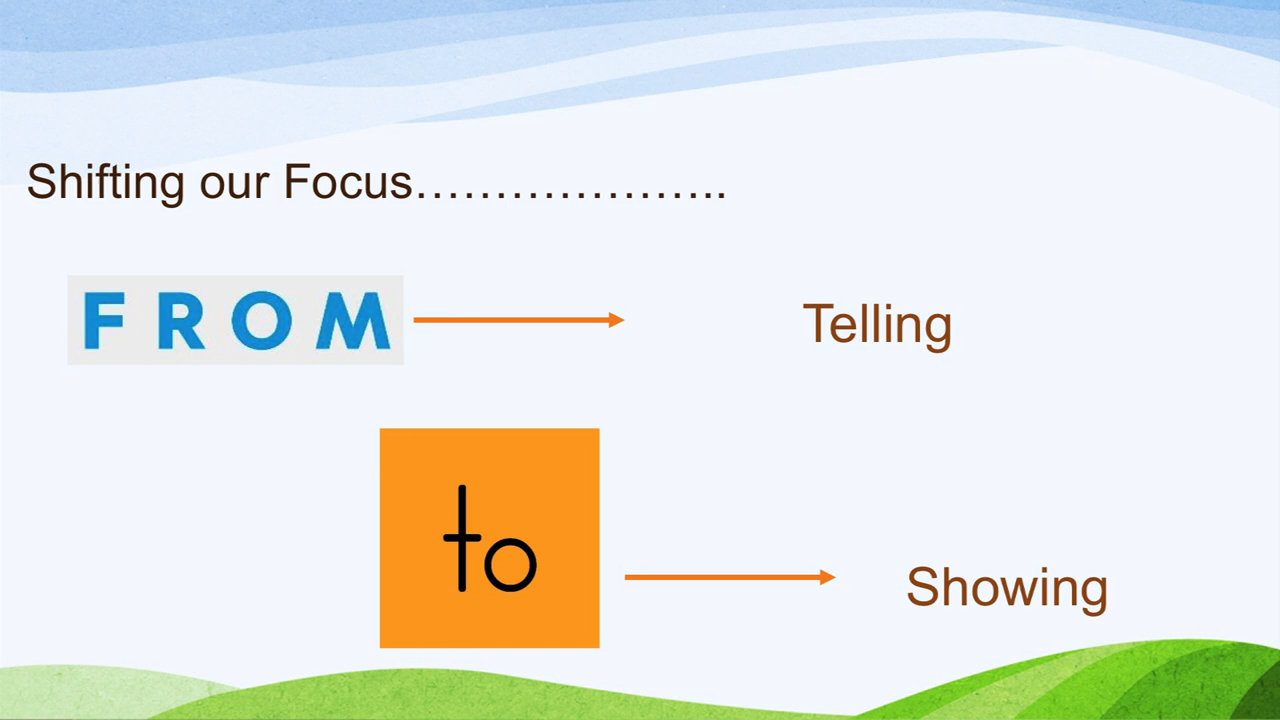 Shifting our Focus…………………..
FROM Telling
to Showing